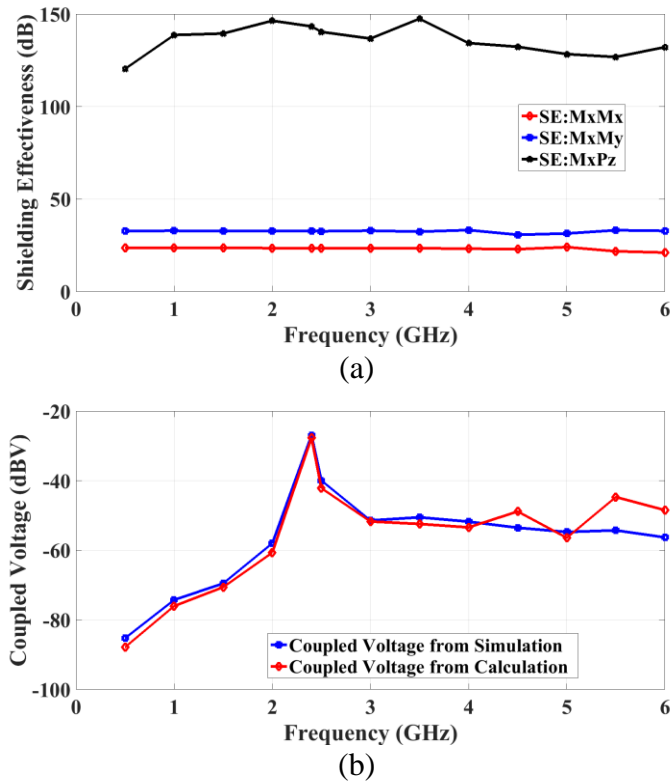 150
100
50
0
Shielding Effectiveness (dB)
SE:MxMx
SE:MxMy
SE:MxPz
0 1 2 3 4 5 6
Frequency (GHz)
(a)
-20
-40
-60
-80
-100
Coupled Voltage (dBV)
Coupled Voltage from Simulation
Coupled Voltage from Calculation
0 1 2 3 4 5 6
Frequency (GHz)
(b)